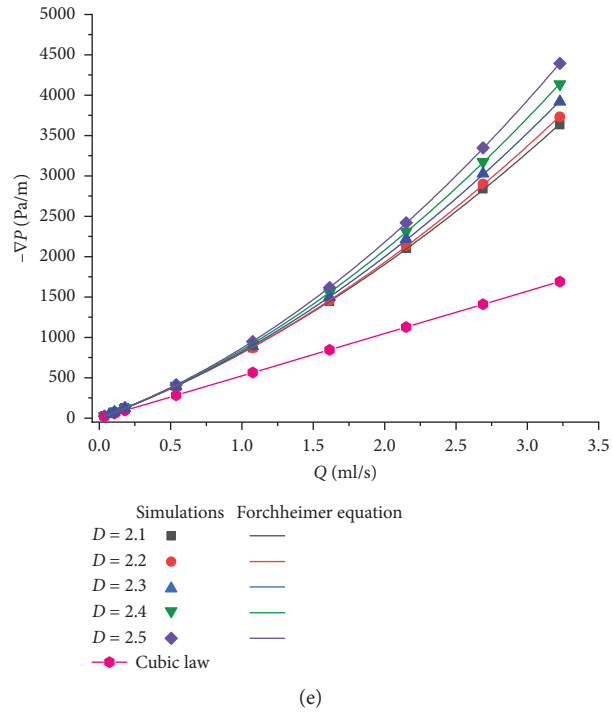 5000
4500
4000
3500
3000
2500
2000
1500
1000
500
0
−∇P (Pa/m)
0.0 0.5 1.0 1.5 2.0 2.5 3.0 3.5
Q (ml/s)
Simulations Forchheimer equation
D = 2.1
D = 2.2
D = 2.3
D = 2.4
D = 2.5
Cubic law
(e)